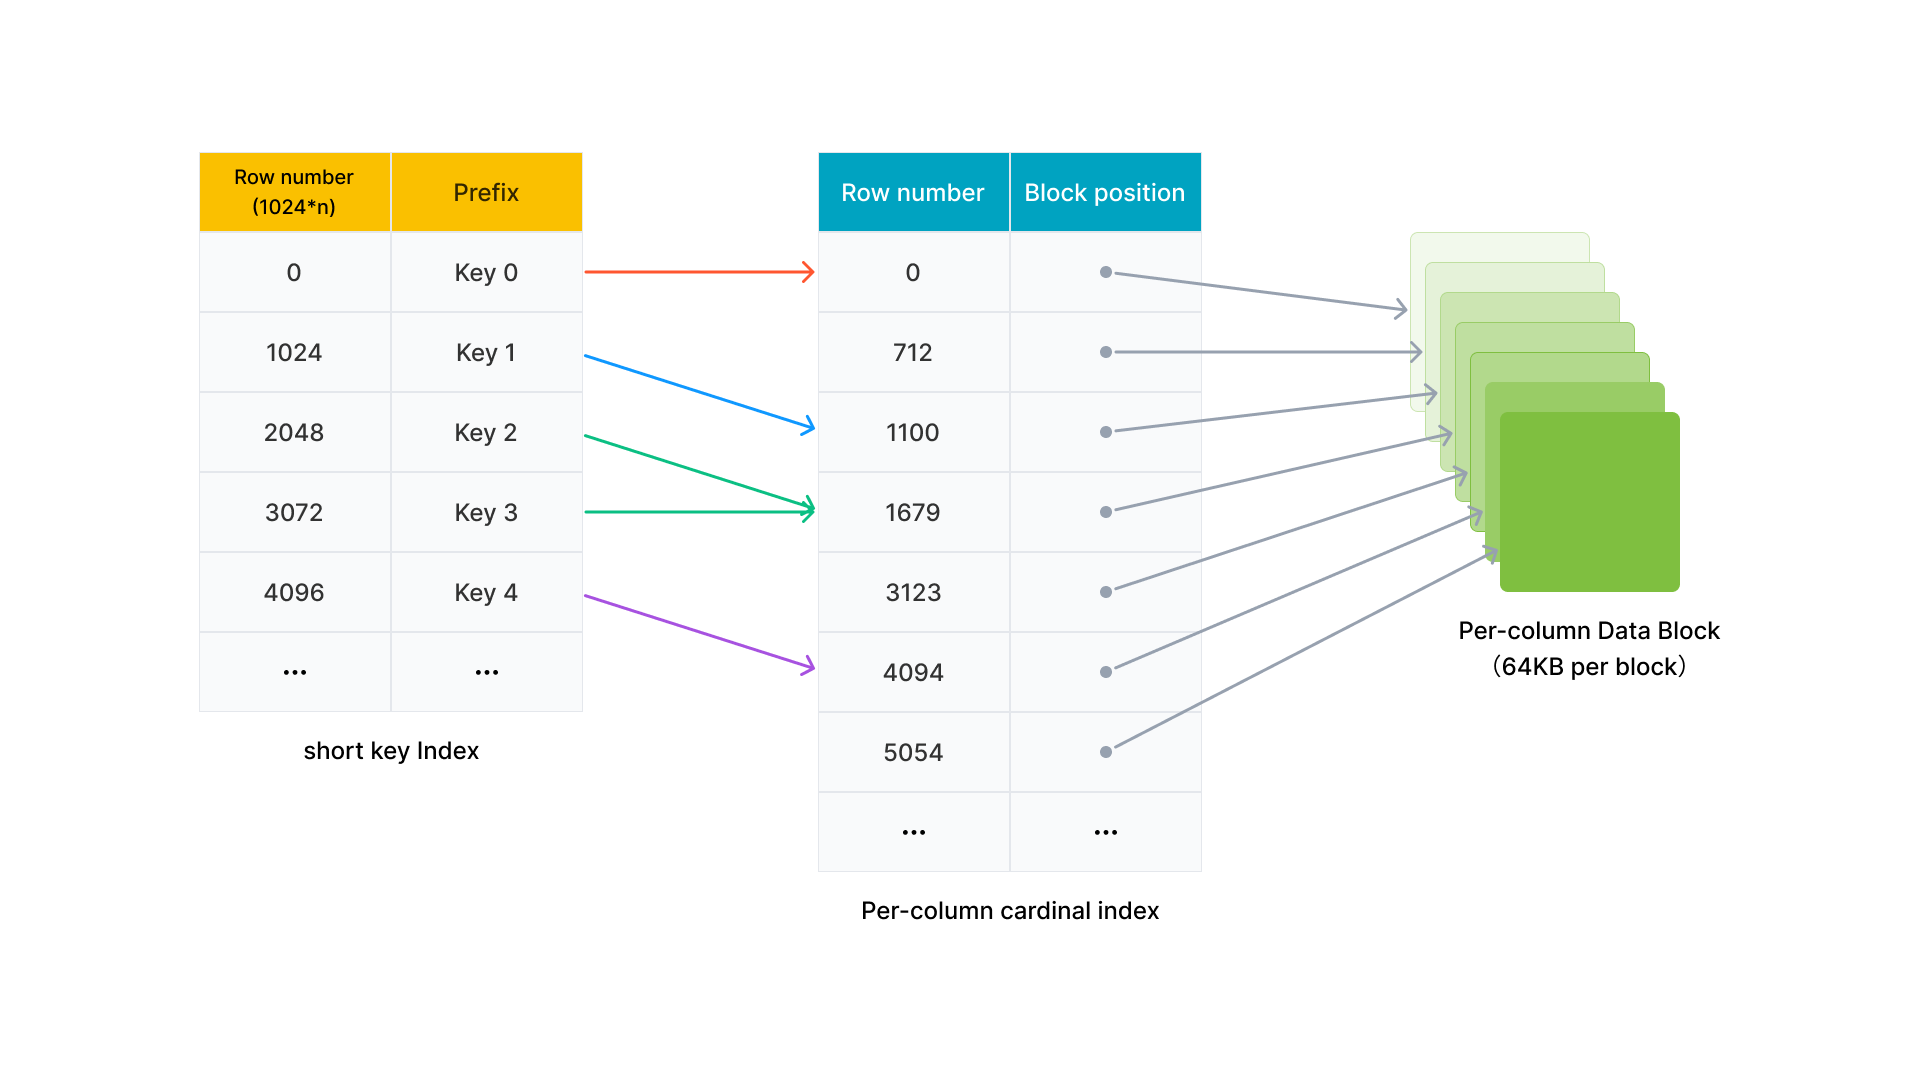 Row number
(1024*n)
Prefix
0
Key 0
1024
Key 1
2048
Key 2
3072
Key 3
4096
Key 4
...
...
short key Index
Row number
Block position
0
712
1100
1679
3123
4094
5054
...
...
Per-column cardinal index
Per-column Data Block
（64KB per block）